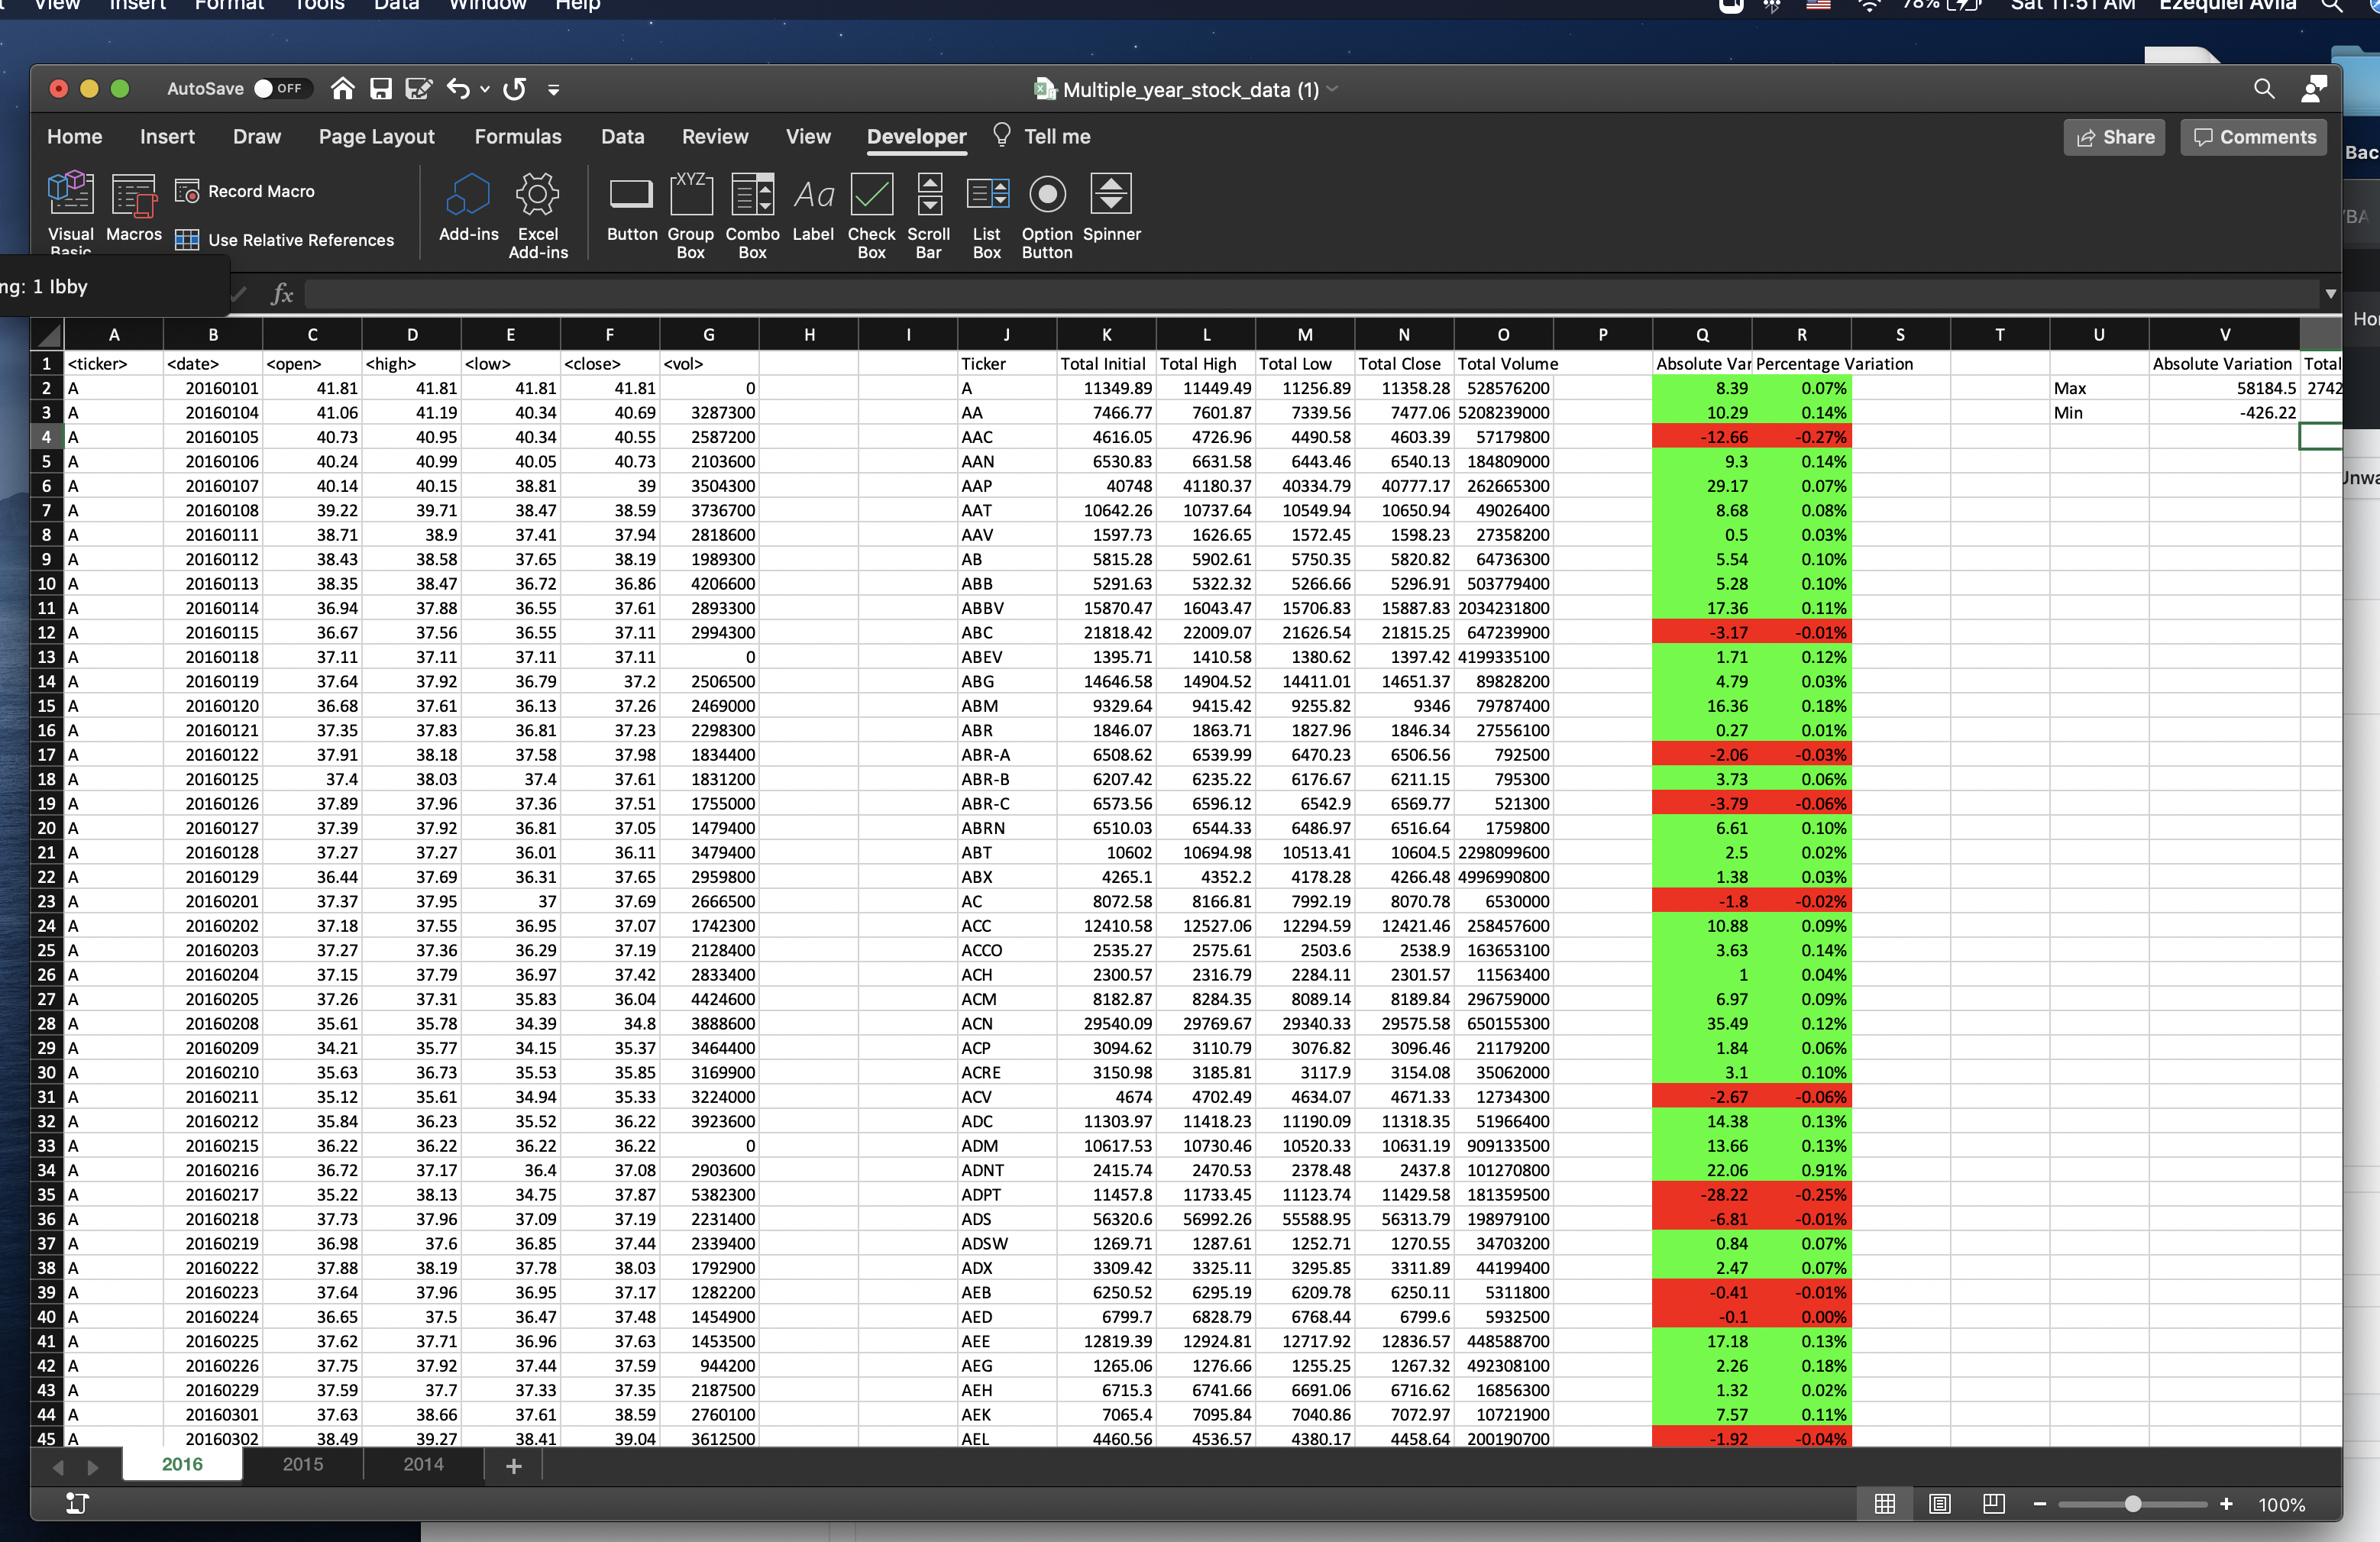 View Insert Format Tools Data Window Help 78% Sat 11:51 AM Ezequiel Avila
AutoSave OFF Multiple_year_stock_data (1)
Home Insert Draw Page Layout Formulas Data Review View Developer Tell me Share Comments
Bac
Record Macro
Visual Basic Macros Use Relative References Add-ins Excel Add-ins Button Group Box Combo Box Label Check Box Scroll Bar List Box Option Button Spinner
XYZ Aa
ng: 1 Ibby fx
A B C D E F G H I J K L M N O P Q R S T U V
1 <ticker> <date> <open> <high> <low> <close> <vol> Ticker Total Initial Total High Total Low Total Close Total Volume Absolute Var Percentage Variation Absolute Variation Total
2 A 20160101 41.81 41.81 41.81 41.81 0 A 11349.89 11449.49 11256.89 11358.28 528576200 8.39 0.07% Max 58184.5 2742
3 A 20160104 41.06 41.19 40.34 40.69 3287300 AA 7466.77 7601.87 7339.56 7477.06 5208239000 10.29 0.14% Min -426.22
4 A 20160105 40.73 40.95 40.34 40.55 2587200 AAC 4616.05 4726.96 4490.58 4603.39 57179800 -12.66 -0.27%
5 A 20160106 40.24 40.99 40.05 40.73 2103600 AAN 6530.83 6631.58 6443.46 6540.13 184809000 9.3 0.14%
6 A 20160107 40.14 40.15 38.81 39 3504300 AAP 40748 41180.37 40334.79 40777.17 262665300 29.17 0.07%
7 A 20160108 39.22 39.71 38.47 38.59 3736700 AAT 10642.26 10737.64 10549.94 10650.94 49026400 8.68 0.08%
8 A 20160111 38.71 38.9 37.41 37.94 2818600 AAV 1597.73 1626.65 1572.45 1598.23 27358200 0.5 0.03%
9 A 20160112 38.43 38.58 37.65 38.19 1989300 AB 5815.28 5902.61 5750.35 5820.82 64736300 5.54 0.10%
10 A 20160113 38.35 38.47 36.72 36.86 4206600 ABB 5291.63 5322.32 5266.66 5296.91 503779400 5.28 0.10%
11 A 20160114 36.94 37.88 36.55 37.61 2893300 ABBV 15870.47 16043.47 15706.83 15887.83 2034231800 17.36 0.11%
12 A 20160115 36.67 37.56 36.55 37.11 2994300 ABC 21818.42 22009.07 21626.54 21815.25 647239900 -3.17 -0.01%
13 A 20160118 37.11 37.11 37.11 37.11 0 ABEV 1395.71 1410.58 1380.62 1397.42 4199335100 1.71 0.12%
14 A 20160119 37.64 37.92 36.79 37.2 2506500 ABG 14646.58 14904.52 14411.01 14651.37 89828200 4.79 0.03%
15 A 20160120 36.68 37.61 36.13 37.26 2469000 ABM 9329.64 9415.42 9255.82 9346 79787400 16.36 0.18%
16 A 20160121 37.35 37.83 36.81 37.23 2298300 ABR 1846.07 1863.71 1827.96 1846.34 27556100 0.27 0.01%
17 A 20160122 37.91 38.18 37.58 37.98 1834400 ABR-A 6508.62 6539.99 6470.23 6506.56 792500 -2.06 -0.03%
18 A 20160125 37.4 38.03 37.4 37.61 1831200 ABR-B 6207.42 6235.22 6176.67 6211.15 795300 3.73 0.06%
19 A 20160126 37.89 37.96 37.36 37.51 1755000 ABR-C 6573.56 6596.12 6542.9 6569.77 521300 -3.79 -0.06%
20 A 20160127 37.39 37.92 36.81 37.05 1479400 ABRN 6510.03 6544.33 6486.97 6516.64 1759800 6.61 0.10%
21 A 20160128 37.27 37.27 36.01 36.11 3479400 ABT 10602 10694.98 10513.41 10604.5 2298099600 2.5 0.02%
22 A 20160129 36.44 37.69 36.31 37.65 2959800 ABX 4265.1 4352.2 4178.28 4266.48 4996990800 1.38 0.03%
23 A 20160201 37.37 37.95 37 37.69 2666500 AC 8072.58 8166.81 7992.19 8070.78 6530000 -1.8 -0.02%
24 A 20160202 37.18 37.55 36.95 37.07 1742300 ACC 12410.58 12527.06 12294.59 12421.46 258457600 10.88 0.09%
25 A 20160203 37.27 37.36 36.29 37.19 2128400 ACCO 2535.27 2575.61 2503.6 2538.9 163653100 3.63 0.14%
26 A 20160204 37.15 37.79 36.97 37.42 2833400 ACH 2300.57 2316.79 2284.11 2301.57 11563400 1 0.04%
27 A 20160205 37.26 37.31 35.83 36.04 4424600 ACM 8182.87 8284.35 8089.14 8189.84 296759000 6.97 0.09%
28 A 20160208 35.61 35.78 34.39 34.8 3888600 ACN 29540.09 29769.67 29340.33 29575.58 650155300 35.49 0.12%
29 A 20160209 34.21 35.77 34.15 35.37 3464400 ACP 3094.62 3110.79 3076.82 3096.46 21179200 1.84 0.06%
30 A 20160210 35.63 36.73 35.53 35.85 3169900 ACRE 3150.98 3185.81 3117.9 3154.08 35062000 3.1 0.10%
31 A 20160211 35.12 35.61 34.94 35.33 3224000 ACV 4674 4702.49 4634.07 4671.33 12734300 -2.67 -0.06%
32 A 20160212 35.84 36.23 35.52 36.22 3923600 ADC 11303.97 11418.23 11190.09 11318.35 51966400 14.38 0.13%
33 A 20160215 36.22 36.22 36.22 36.22 0 ADM 10617.53 10730.46 10520.33 10631.19 909133500 13.66 0.13%
34 A 20160216 36.72 37.17 36.4 37.08 2903600 ADNT 2415.74 2470.53 2378.48 2437.8 101270800 22.06 0.91%
35 A 20160217 35.22 38.13 34.75 37.87 5382300 ADPT 11457.8 11733.45 11123.74 11429.58 181359500 -28.22 -0.25%
36 A 20160218 37.73 37.96 37.09 37.19 2231400 ADS 56320.6 56992.26 55588.95 56313.79 198979100 -6.81 -0.01%
37 A 20160219 36.98 37.6 36.85 37.44 2339400 ADSW 1269.71 1287.61 1252.71 1270.55 34703200 0.84 0.07%
38 A 20160222 37.88 38.19 37.78 38.03 1792900 ADX 3309.42 3325.11 3295.85 3311.89 44199400 2.47 0.07%
39 A 20160223 37.64 37.96 36.95 37.17 1282200 AEB 6250.52 6295.19 6209.78 6250.11 5311800 -0.41 -0.01%
40 A 20160224 36.65 37.5 36.47 37.48 1454900 AED 6799.7 6828.79 6768.44 6799.6 5932500 -0.1 0.00%
41 A 20160225 37.62 37.71 36.96 37.63 1453500 AEE 12819.39 12924.81 12717.92 12836.57 448588700 17.18 0.13%
42 A 20160226 37.75 37.92 37.44 37.59 944200 AEG 1265.06 1276.66 1255.25 1267.32 492308100 2.26 0.18%
43 A 20160229 37.59 37.7 37.33 37.35 2187500 AEH 6715.3 6741.66 6691.06 6716.62 16856300 1.32 0.02%
44 A 20160301 37.63 38.66 37.61 38.59 2760100 AEK 7065.4 7095.84 7040.86 7072.97 10721900 7.57 0.11%
45 A 20160302 38.49 39.27 38.41 39.04 3612500 AEL 4460.56 4536.57 4380.17 4458.64 200190700 -1.92 -0.04%
2016 2015 2014
100%